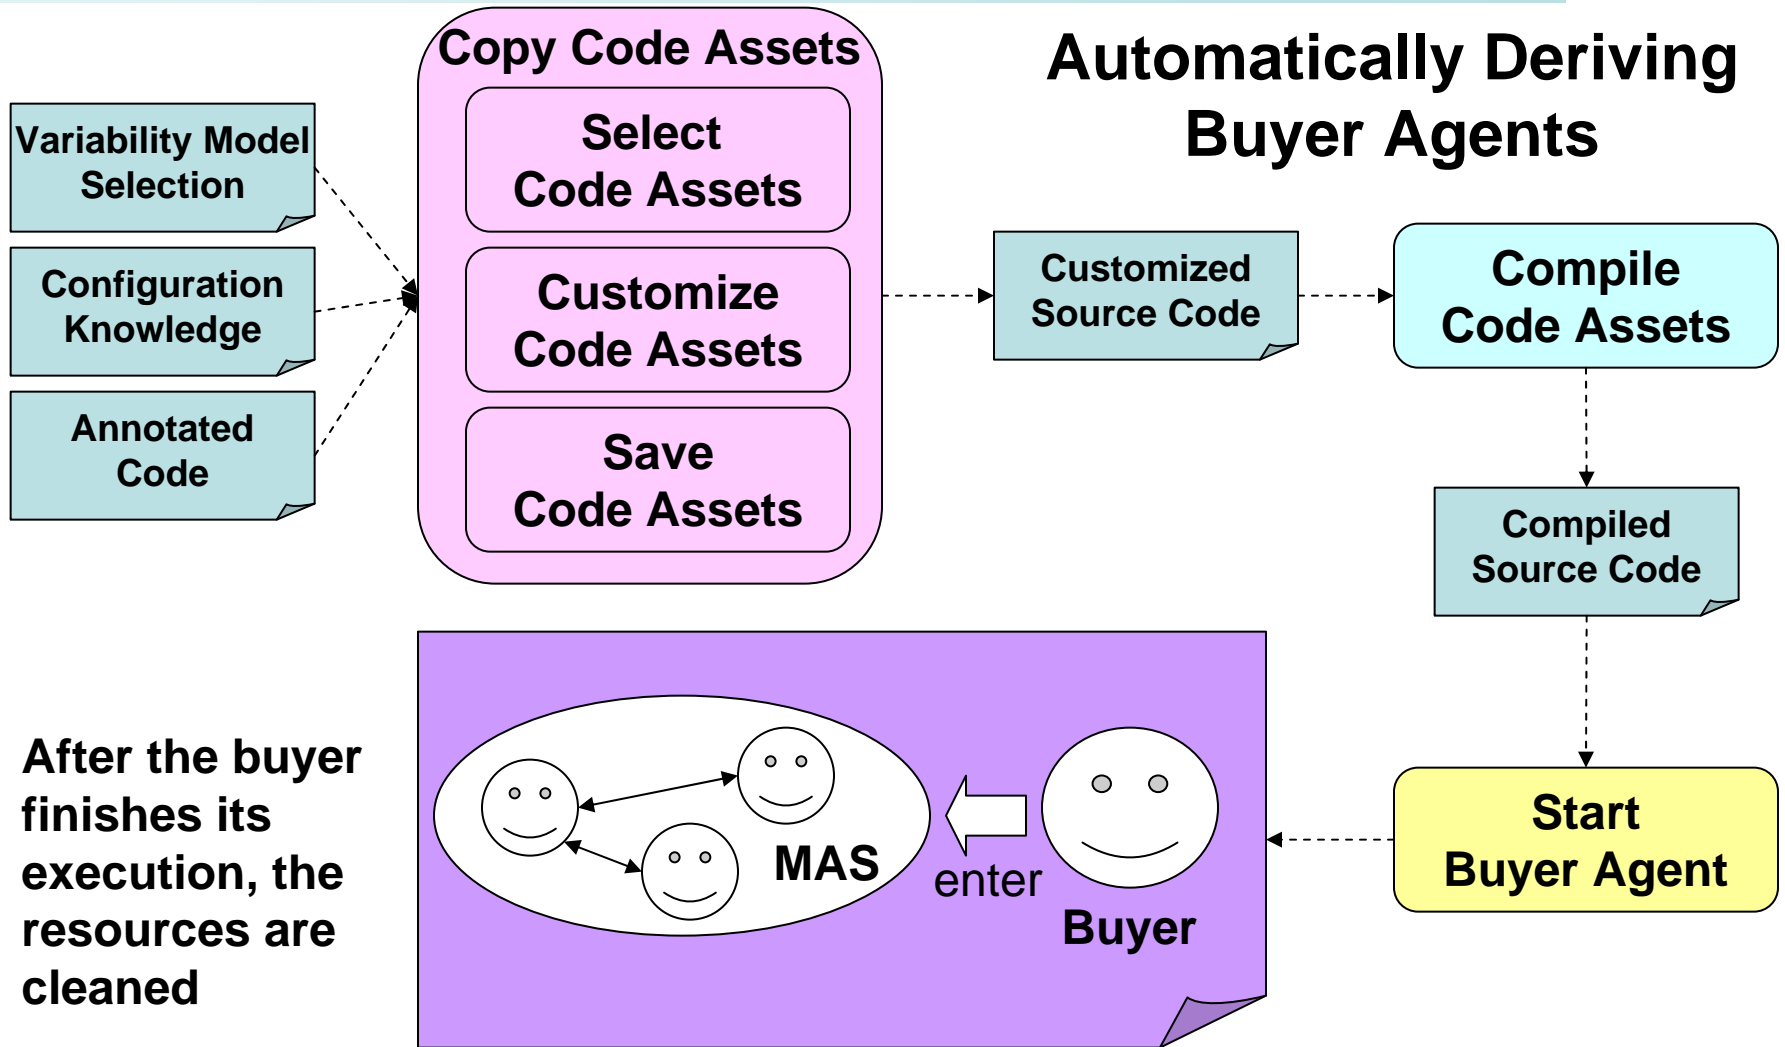 Automatically Deriving
Buyer Agents
Copy Code Assets
Select
Code Assets
Customize
Code Assets
Save
Code Assets
Variability Model
Selection
Configuration
Knowledge
Annotated
Code
Customized
Source Code
Compile
Code Assets
Compiled
Source Code
Start
Buyer Agent
MAS
enter
Buyer
After the buyer
finishes its
execution, the
resources are
cleaned